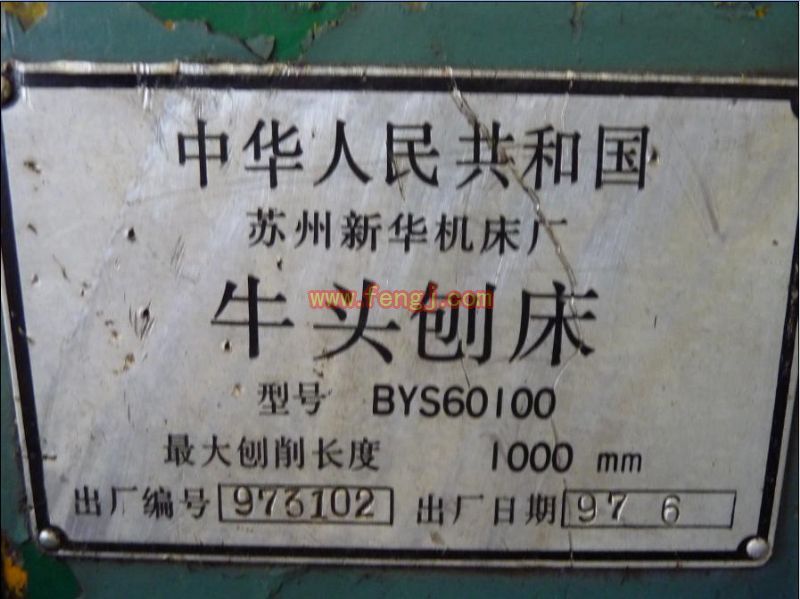 中华人民共和国
苏州新华机床厂
牛头刨床
www.fengj.com
型号 BYS60100
最大刨削长度 1000 mm
出厂编号 973102 出厂日期 97 6